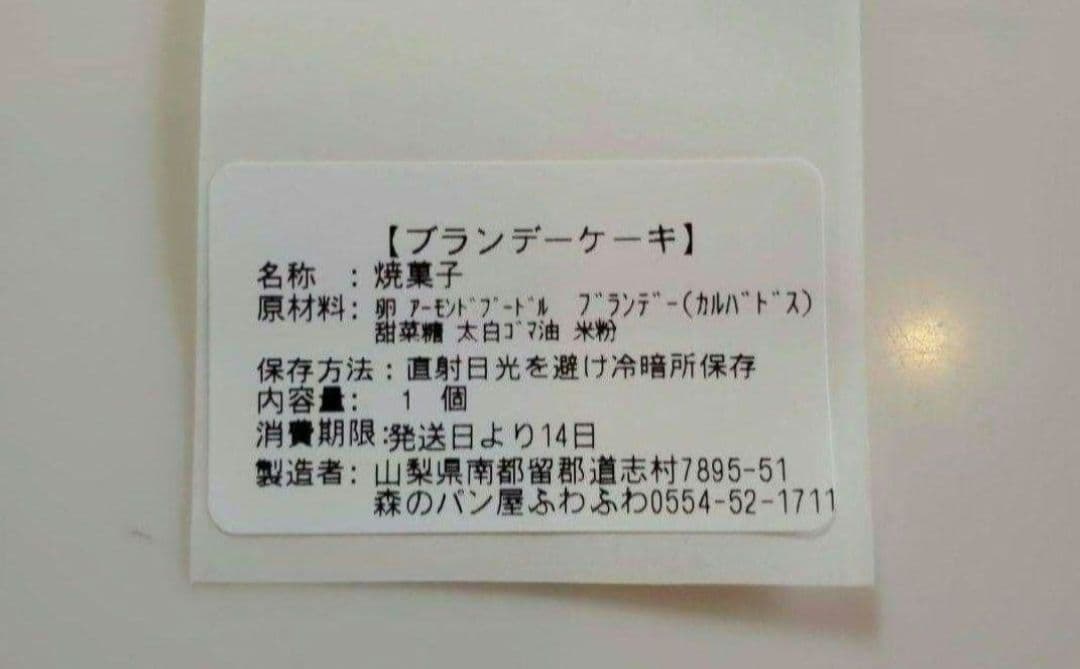 【ブランデーケーキ】
名称　：焼菓子
原材料：卵 ｱｰﾓﾝﾄﾞﾌﾟｰﾄﾞﾙ　ﾌﾞﾗﾝﾃﾞｰ(ｶﾙﾊﾞﾄﾞｽ)
甜菜糖 太白ｺﾞﾏ油 米粉
保存方法：直射日光を避け冷暗所保存
内容量：　1　個
消費期限：発送日より14日
製造者：山梨県南都留郡道志村7895-51
森のパン屋ふわふわ0554-52-1711